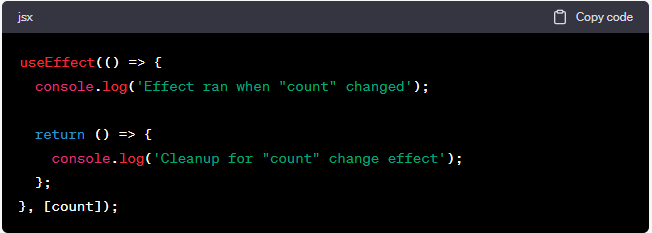 jsx
Copy code
useEffect(() => {
console.log('Effect ran when "count" changed');
return () => {
console.log('Cleanup for "count" change effect');
};
}, [count]);